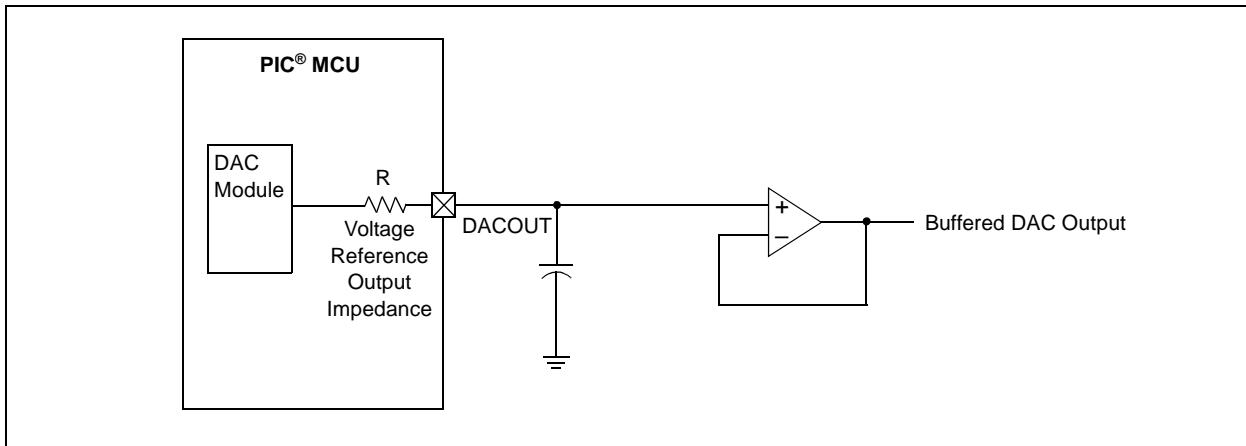 PIC® MCU
DAC
Module
R
DACOUT
Voltage
Reference
Output
Impedance
+
–
Buffered DAC Output